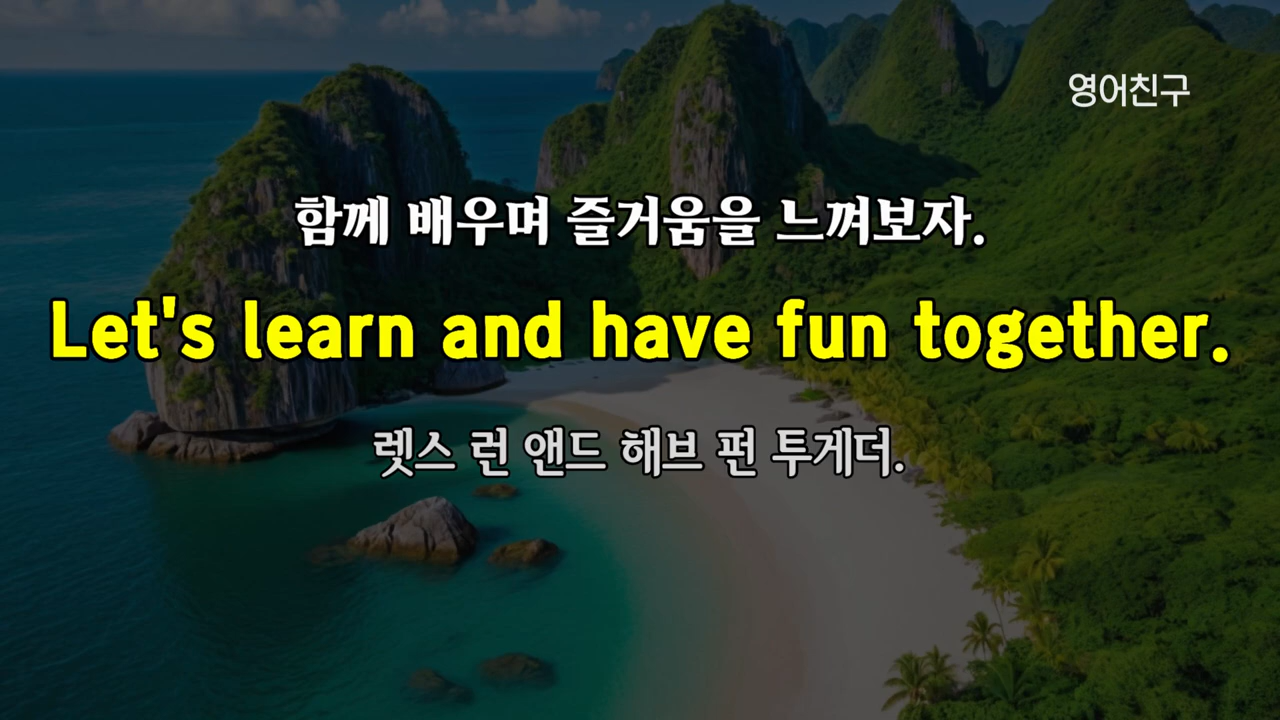 영어친구
함께 배우며 즐거움을 느껴보자.
Let's learn and have fun together.
렛스 런 앤드 해브 펀 투게더.